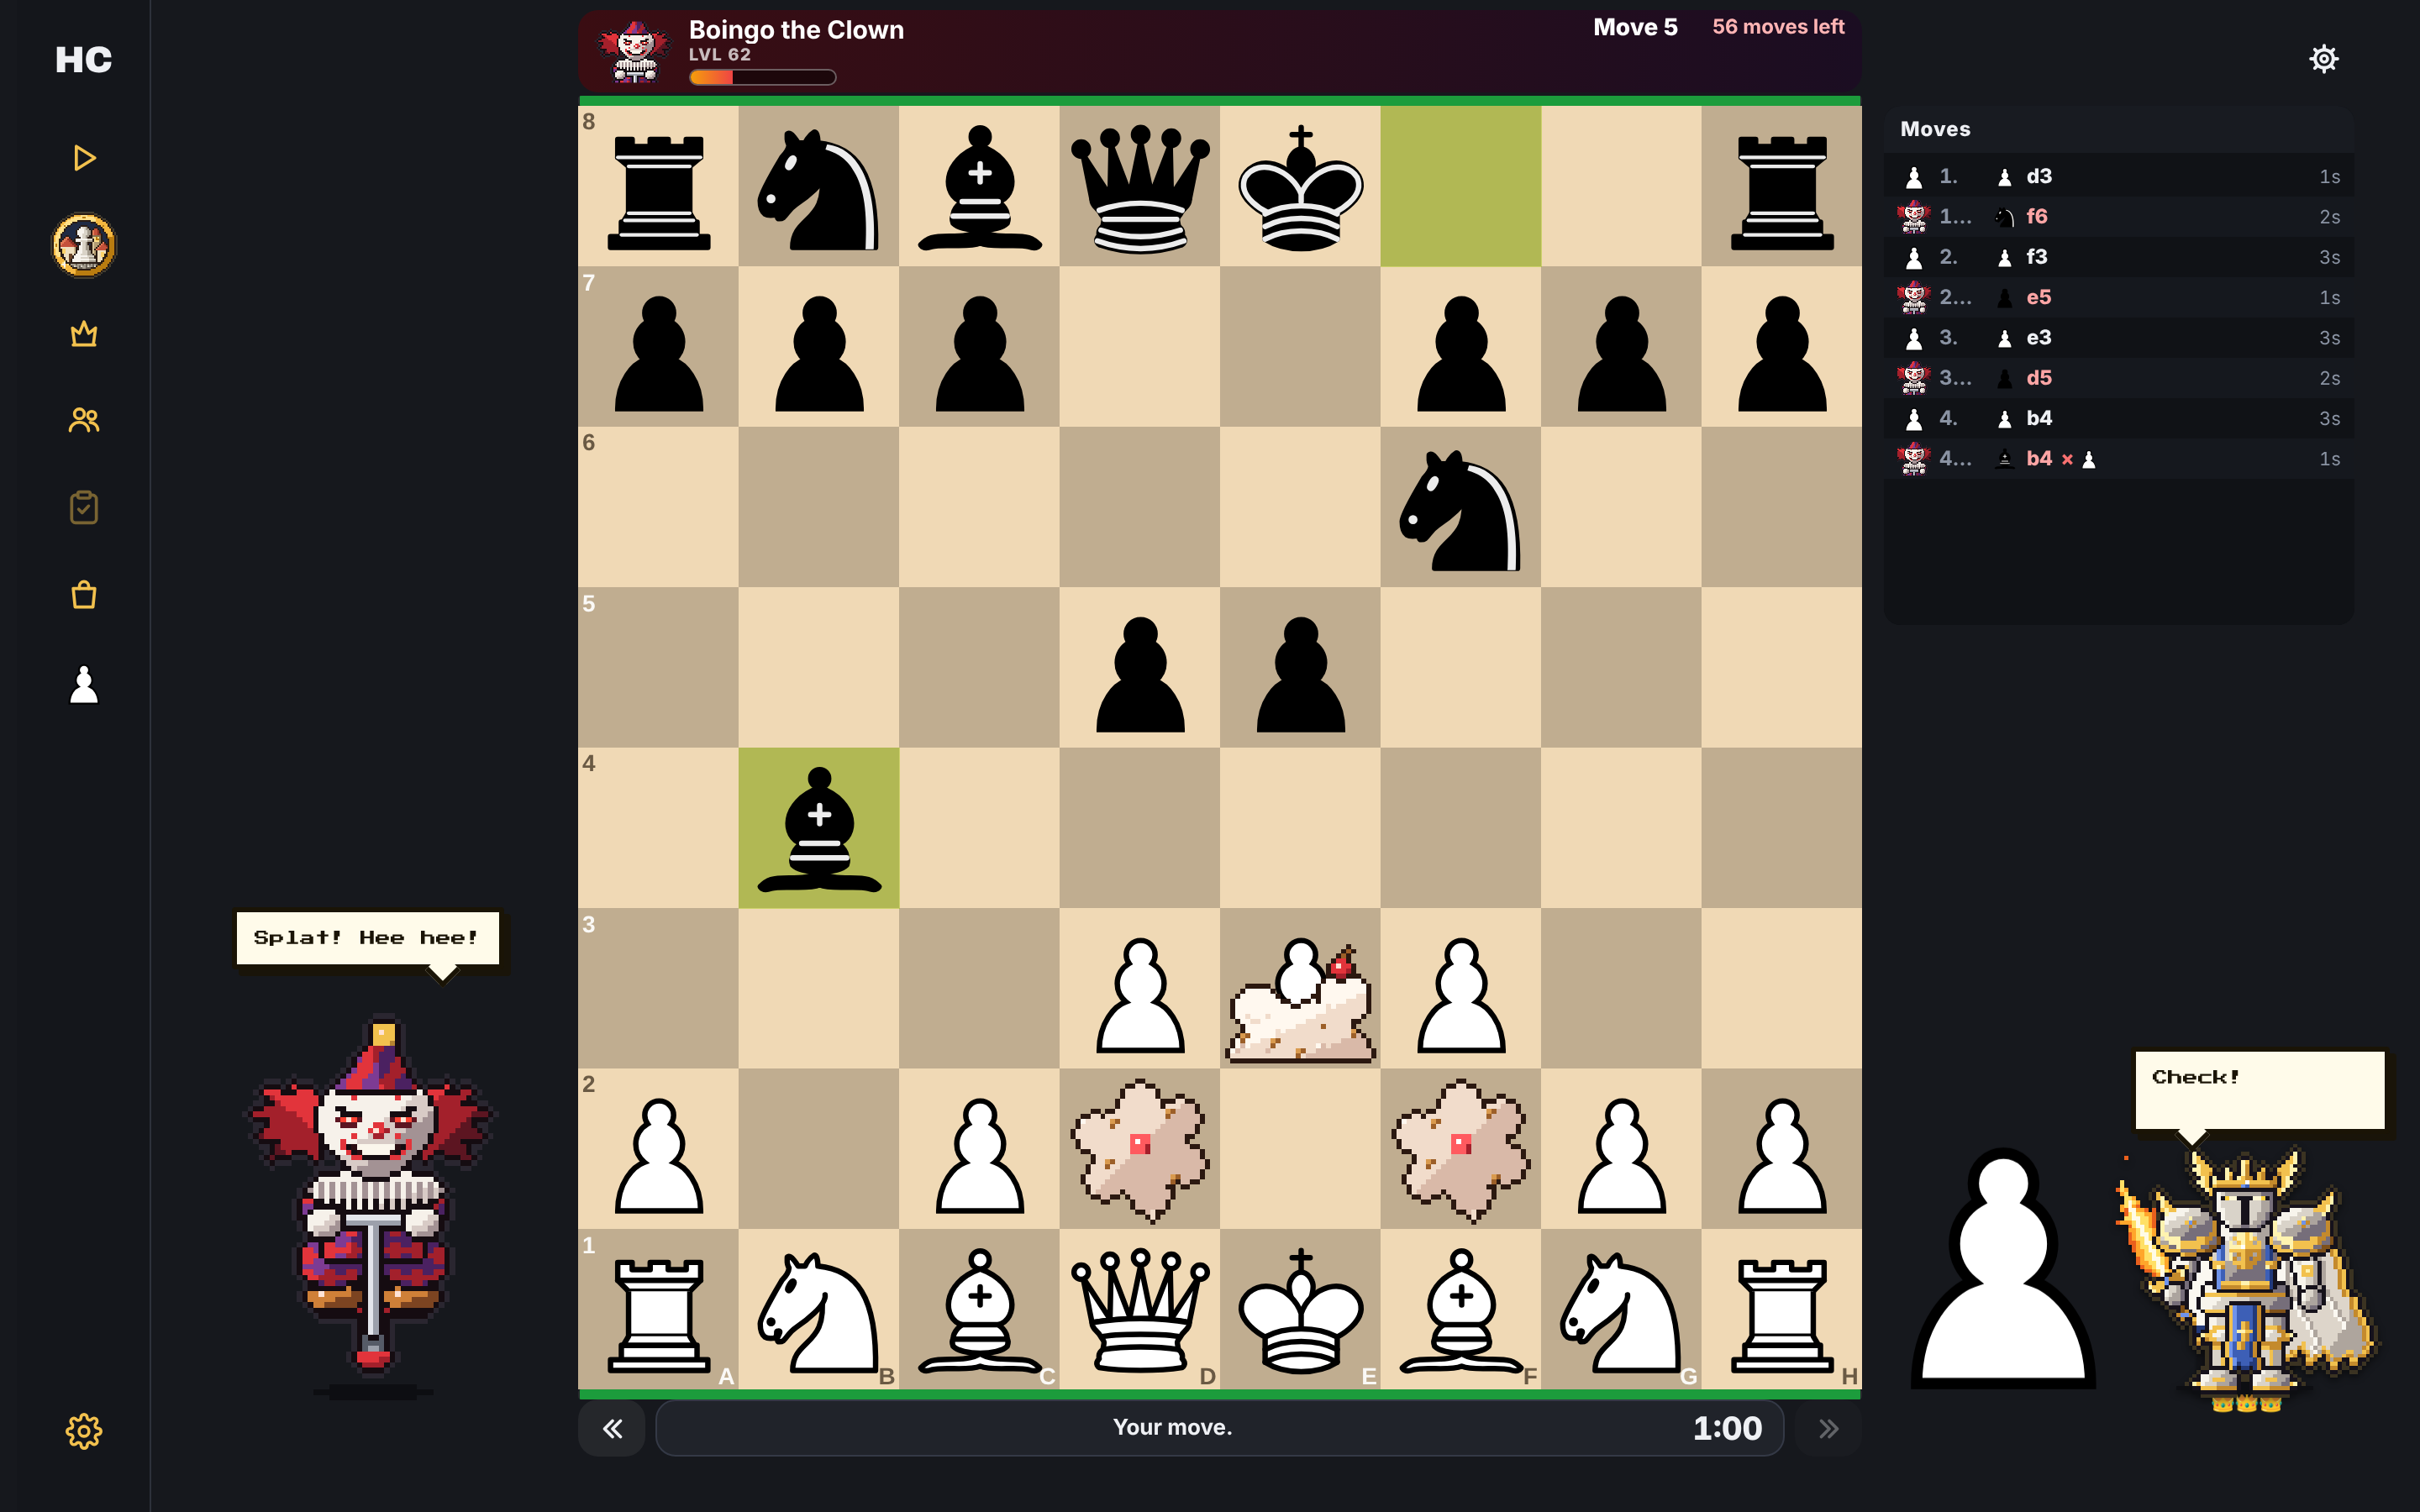 HC
Boingo the Clown
LVL 62
Move 5
56 moves left
Moves
1. d3 1s
1... f6 2s
2. f3 3s
2... e5 1s
3. e3 3s
3... d5 2s
4. b4 3s
4... b4 × 1s
8
7
6
5
4
3
2
1
A B C D E F G H
Splat! Hee hee!
Check!
Your move.
1:00